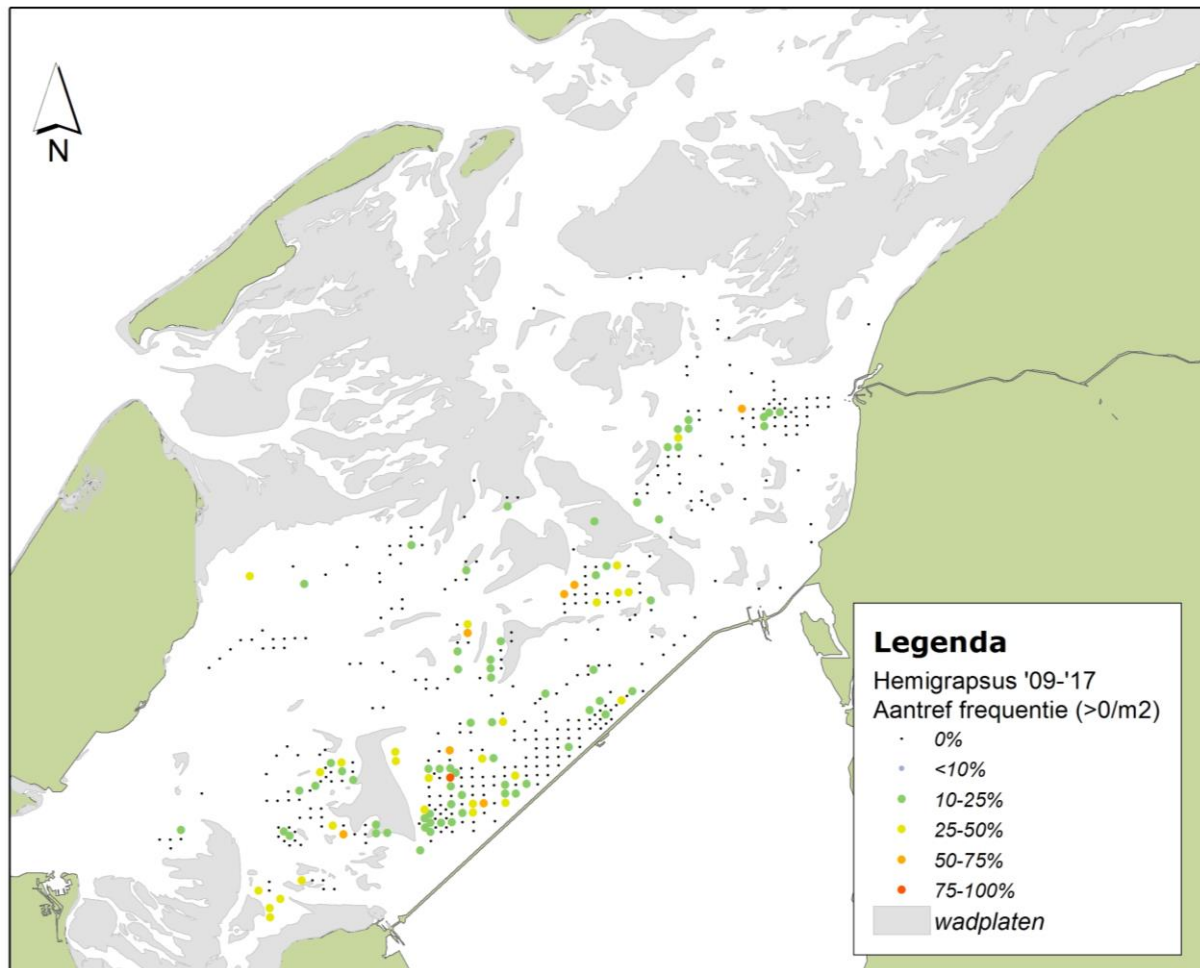 N
Legenda
Hemigrapsus '09-'17
Aantref frequentie (>0/m2)
0%
<10%
10-25%
25-50%
50-75%
75-100%
wadplaten